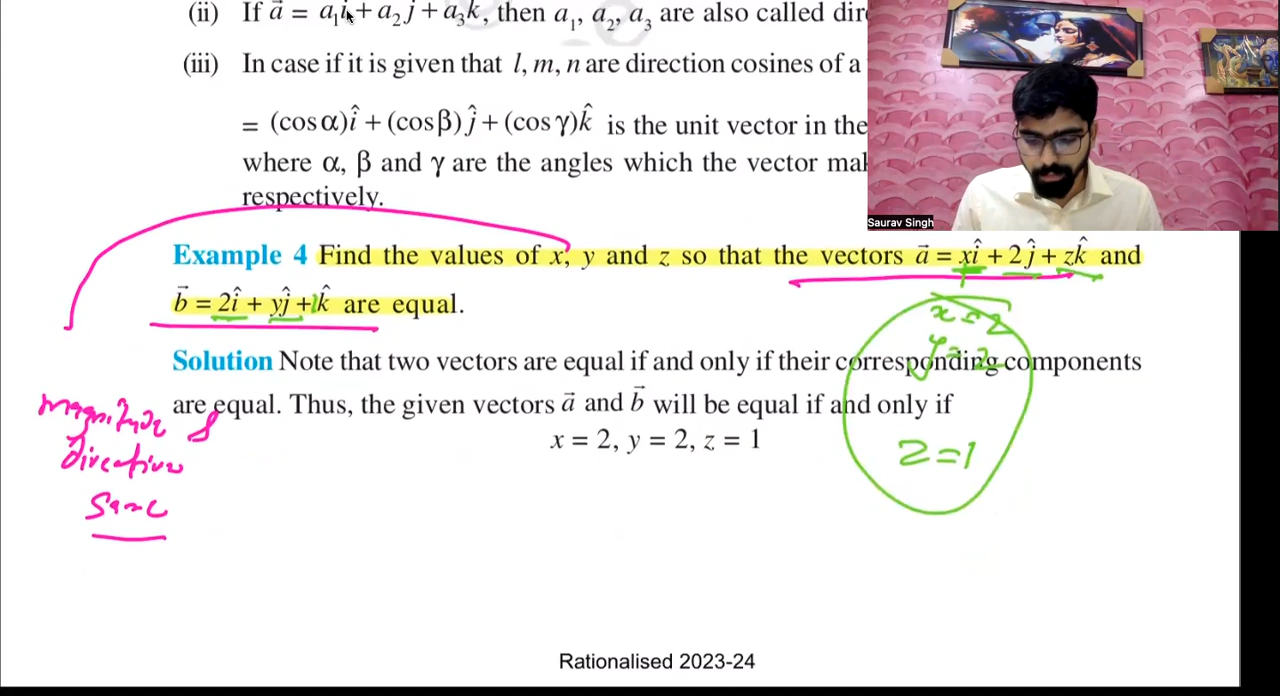 (ii) If a⃗ = a₁î + a₂ĵ + a₃k̂, then a₁, a₂, a₃ are also called
(iii) In case if it is given that l, m, n are direction cosines of a
= (cos α)î + (cos β)ĵ + (cos γ)k̂ is the unit vector in the
where α, β and γ are the angles which the vector
respectively.
Saurav Singh
Example 4 Find the values of x, y and z so that the vectors a⃗ = xî + 2ĵ + zk̂ and
b⃗ = 2î + yĵ + 1k̂ are equal.
x = 2
y = 2
z = 1
Solution Note that two vectors are equal if and only if their corresponding components
are equal. Thus, the given vectors a⃗ and b⃗ will be equal if and only if
x = 2, y = 2, z = 1
magnitude &
direction
same
Rationalised 2023-24